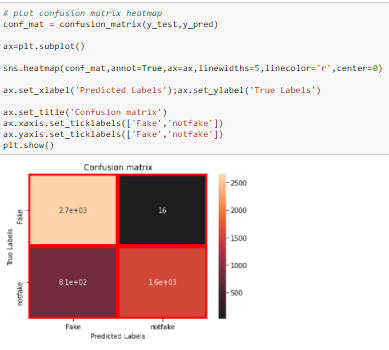 # plot confusion matrix heatmap
conf_mat = confusion_matrix(y_test,y_pred)
ax=plt.subplot()
sns.heatmap(conf_mat,annot=True,ax=ax,linewidths=5,linecolor='r',center=0)
ax.set_xlabel('Predicted Labels');ax.set_ylabel('True Labels')
ax.set_title('Confusion matrix')
ax.xaxis.set_ticklabels(['Fake','notfake'])
ax.yaxis.set_ticklabels(['Fake','notfake'])
plt.show()
Confusion matrix
True Labels
Fake
2.7e+03
16
notfake
8.1e+02
1.6e+03
Fake
notfake
Predicted Labels
2500
2000
1500
1000
500